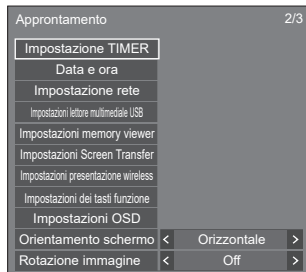 Approntamento 2/3
Impostazione TIMER
Data e ora
Impostazione rete
Impostazioni lettore multimediale USB
Impostazioni memory viewer
Impostazioni Screen Transfer
Impostazioni presentazione wireless
Impostazioni dei tasti funzione
Impostazioni OSD
Orientamento schermo < Orizzontale >
Rotazione immagine < Off >